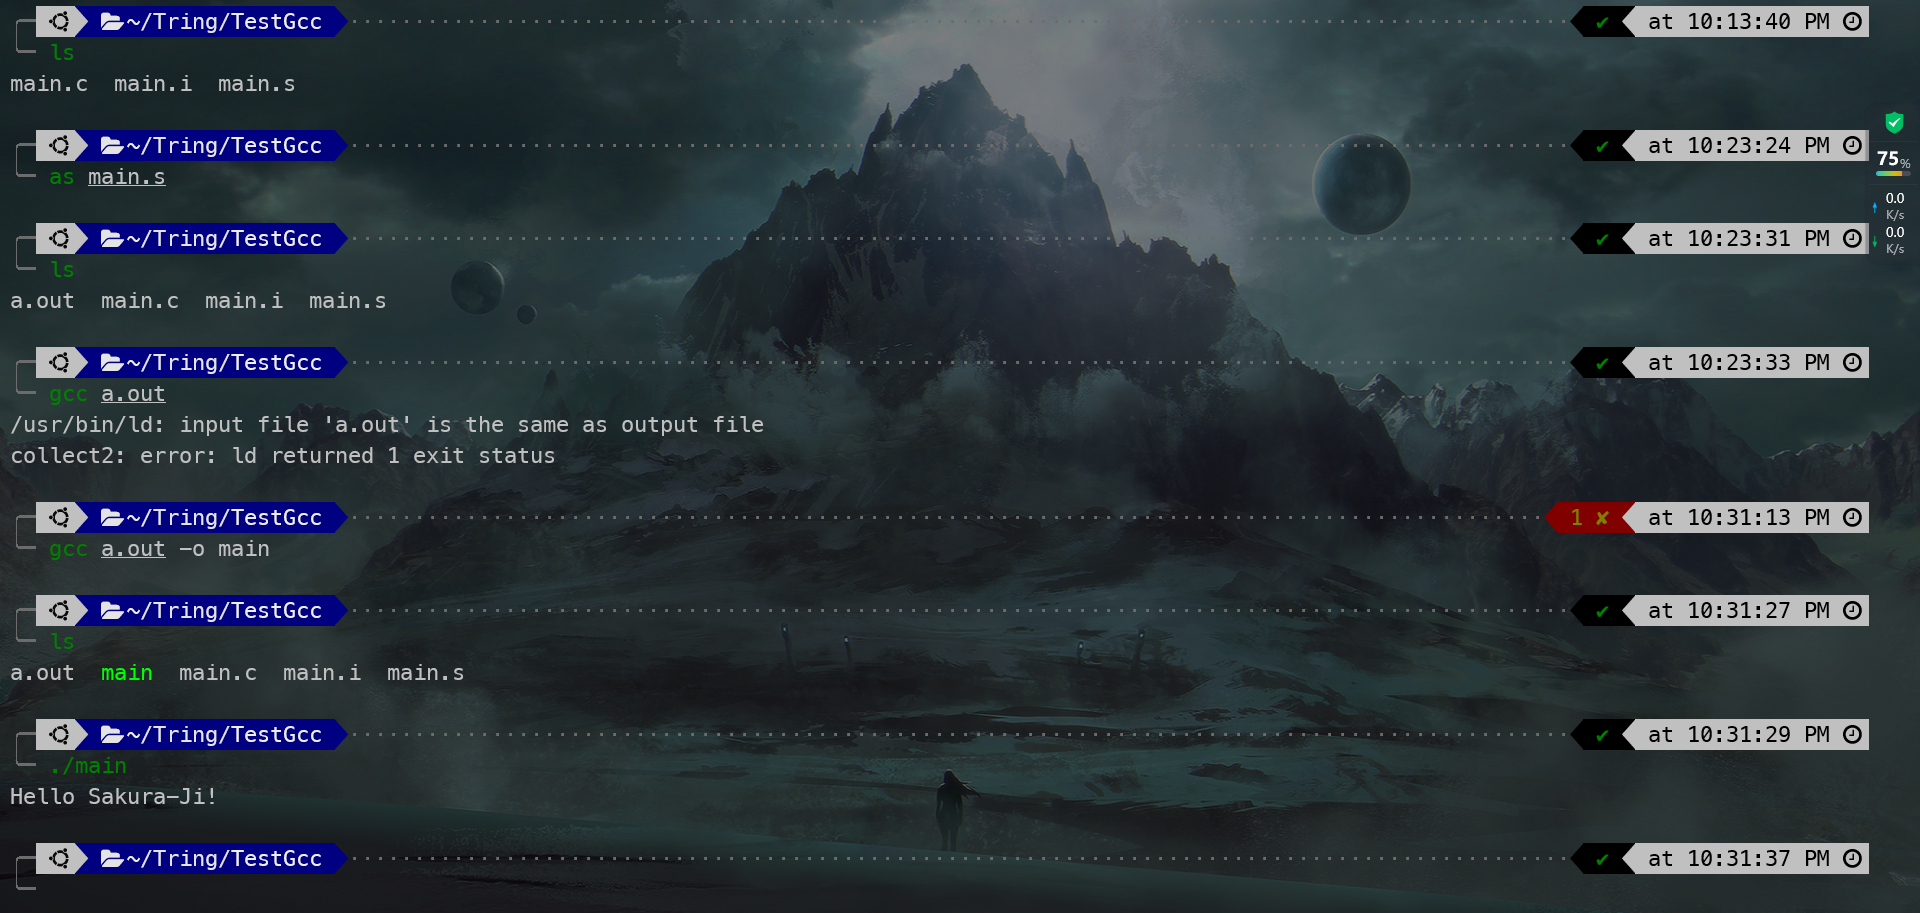 ~/Tring/TestGcc ✔ at 10:13:40 PM
ls
main.c main.i main.s
~/Tring/TestGcc ✔ at 10:23:24 PM
as main.s
75%
0.0
K/s
~/Tring/TestGcc ✔ at 10:23:31 PM
0.0
K/s
ls
a.out main.c main.i main.s
~/Tring/TestGcc ✔ at 10:23:33 PM
gcc a.out
/usr/bin/ld: input file 'a.out' is the same as output file
collect2: error: ld returned 1 exit status
~/Tring/TestGcc 1 ✘ at 10:31:13 PM
gcc a.out -o main
~/Tring/TestGcc ✔ at 10:31:27 PM
ls
a.out main main.c main.i main.s
~/Tring/TestGcc ✔ at 10:31:29 PM
./main
Hello Sakura-Ji!
~/Tring/TestGcc ✔ at 10:31:37 PM